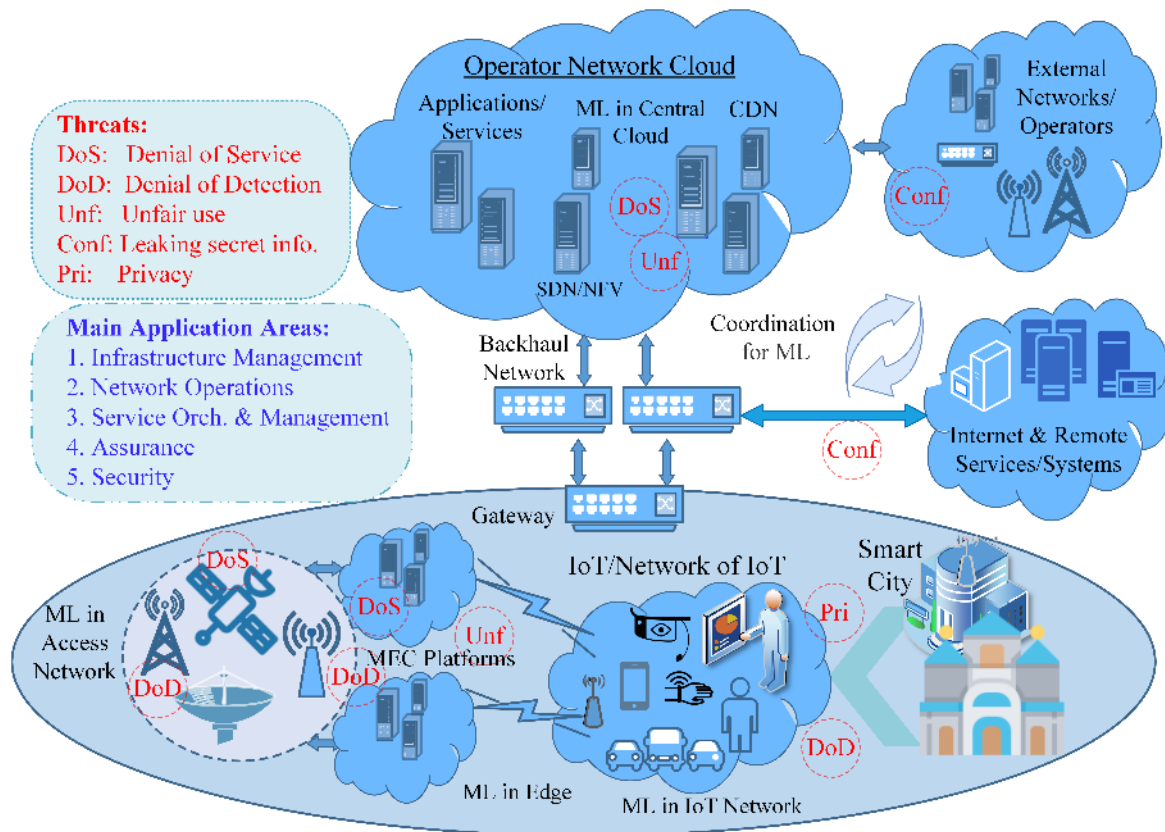 Operator Network Cloud
Applications/
Services
ML in Central
Cloud
CDN
DoS
Unf
SDN/NFV
External
Networks/
Operators
Conf
Threats:
DoS: Denial of Service
DoD: Denial of Detection
Unf: Unfair use
Conf: Leaking secret info.
Pri: Privacy
Main Application Areas:
1. Infrastructure Management
2. Network Operations
3. Service Orch. & Management
4. Assurance
5. Security
Backhaul
Network
Coordination
for ML
Conf
Internet & Remote
Services/Systems
Gateway
ML in
Access
Network
DoS
DoD
DoD
DoS
Unf
MEC Platforms
ML in Edge
IoT/Network of IoT
ML in IoT Network
Pri
DoD
Smart
City